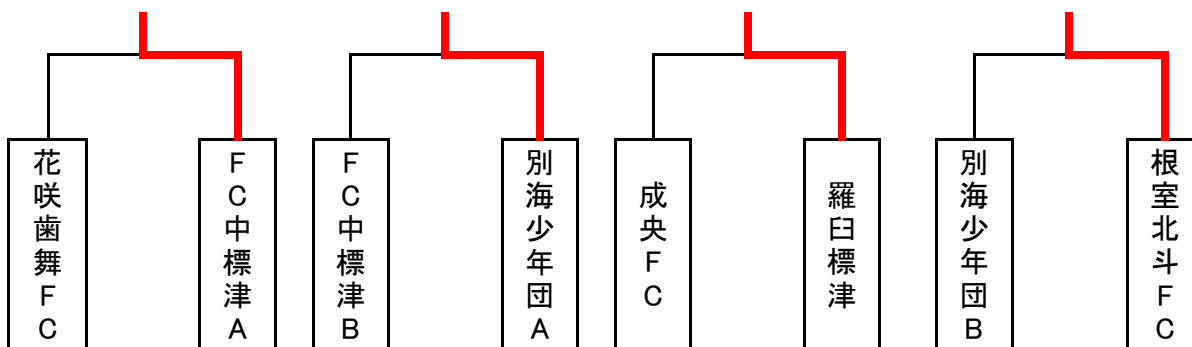 花咲歯舞FC
FC中標津A
FC中標津B
別海少年団A
成央FC
羅臼標津
別海少年団B
根室北斗FC